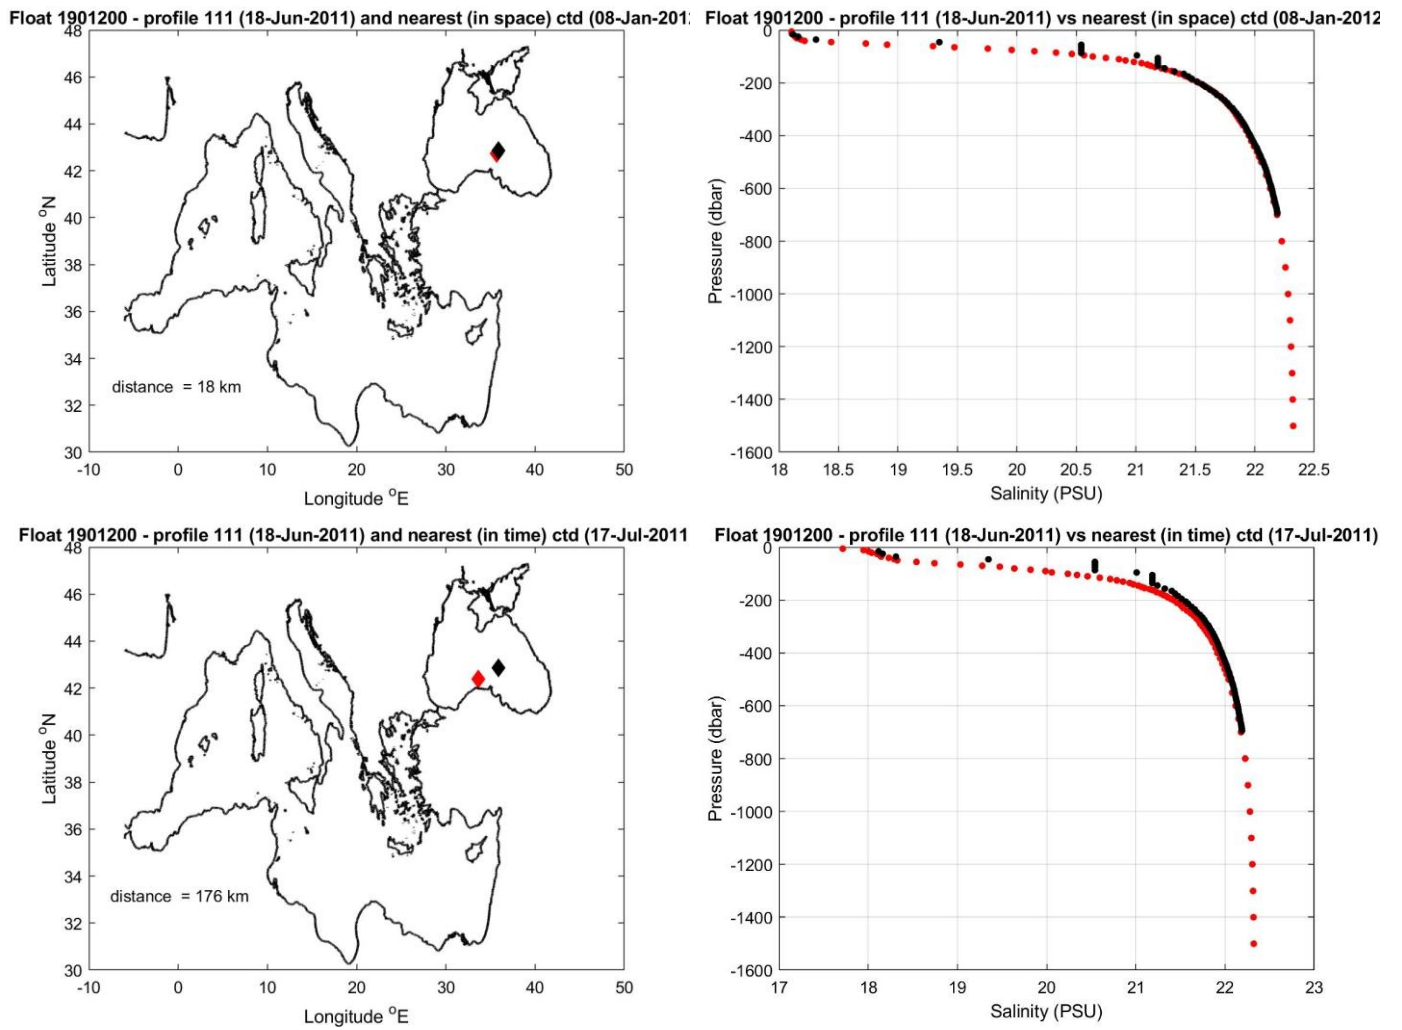 Float 1901200 - profile 111 (18-Jun-2011) and nearest (in space) ctd (08-Jan-201
48
46
44
42
40
38
36
34
32
30
Latitude °N
distance = 18 km
-10 0 10 20 30 40 50
Longitude °E
Float 1901200 - profile 111 (18-Jun-2011) vs nearest (in space) ctd (08-Jan-2012
0
-200
-400
-600
-800
-1000
-1200
-1400
-1600
Pressure (dbar)
18 18.5 19 19.5 20 20.5 21 21.5 22 22.5
Salinity (PSU)
Float 1901200 - profile 111 (18-Jun-2011) and nearest (in time) ctd (17-Jul-2011
48
46
44
42
40
38
36
34
32
30
Latitude °N
distance = 176 km
-10 0 10 20 30 40 50
Longitude °E
Float 1901200 - profile 111 (18-Jun-2011) vs nearest (in time) ctd (17-Jul-2011)
0
-200
-400
-600
-800
-1000
-1200
-1400
-1600
Pressure (dbar)
17 18 19 20 21 22 23
Salinity (PSU)